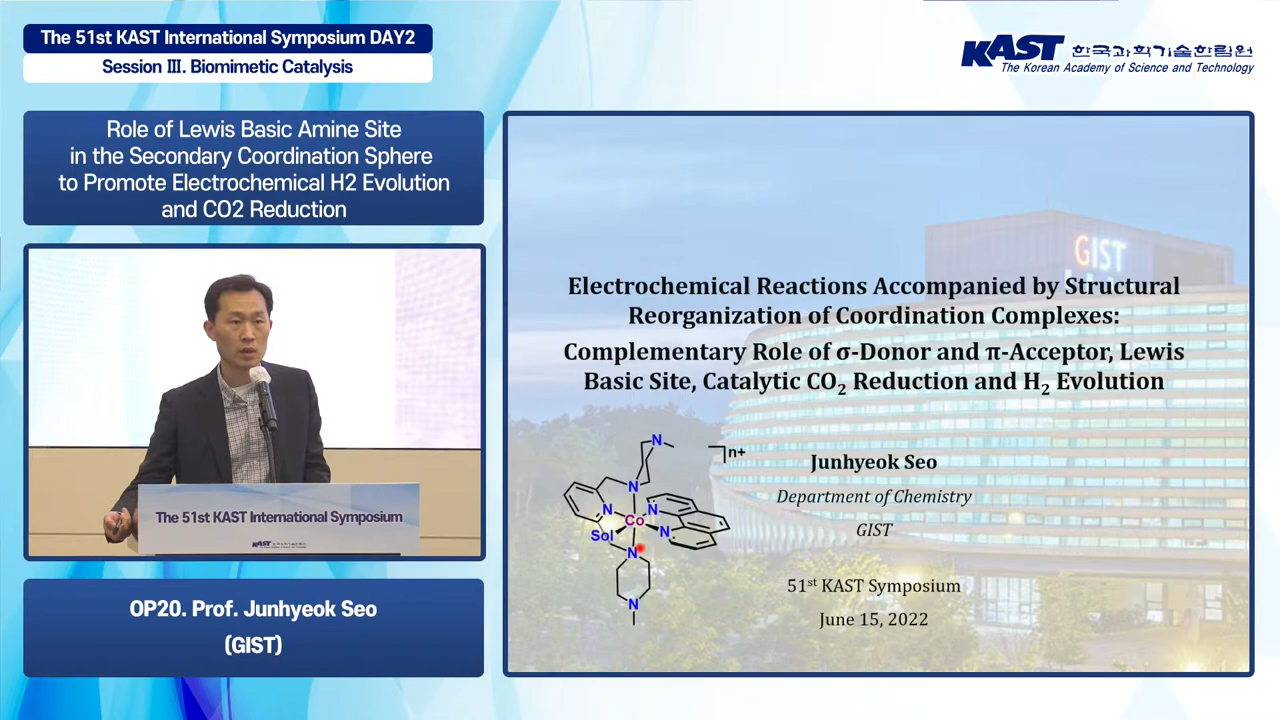 The 51st KAST International Symposium DAY2
Session Ⅲ. Biomimetic Catalysis
KAST 한국과학기술한림원
The Korean Academy of Science and Technology
Role of Lewis Basic Amine Site
in the Secondary Coordination Sphere
to Promote Electrochemical H2 Evolution
and CO2 Reduction
The 51st KAST International Symposium
KAST
OP20. Prof. Junhyeok Seo
(GIST)
GIST
Electrochemical Reactions Accompanied by Structural
Reorganization of Coordination Complexes:
Complementary Role of σ-Donor and π-Acceptor, Lewis
Basic Site, Catalytic CO₂ Reduction and H₂ Evolution
N
n+
N
N
N
Co
Sol
N
N
N
Junhyeok Seo
Department of Chemistry
GIST
51st KAST Symposium
June 15, 2022